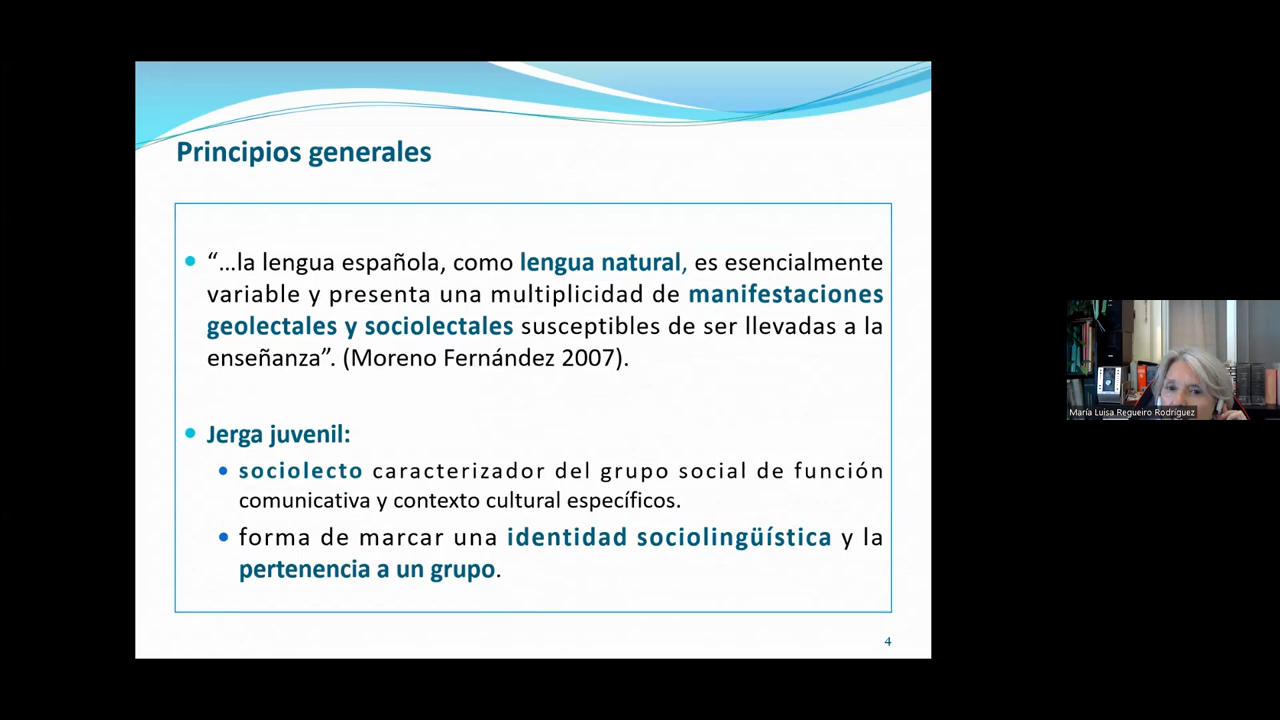 Principios generales
“…la lengua española, como lengua natural, es esencialmente
variable y presenta una multiplicidad de manifestaciones
geolectales y sociolectales susceptibles de ser llevadas a la
enseñanza”. (Moreno Fernández 2007).
Jerga juvenil:
sociolecto caracterizador del grupo social de función
comunicativa y contexto cultural específicos.
forma de marcar una identidad sociolingüística y la
pertenencia a un grupo.
4
María Luisa Regueiro Rodríguez